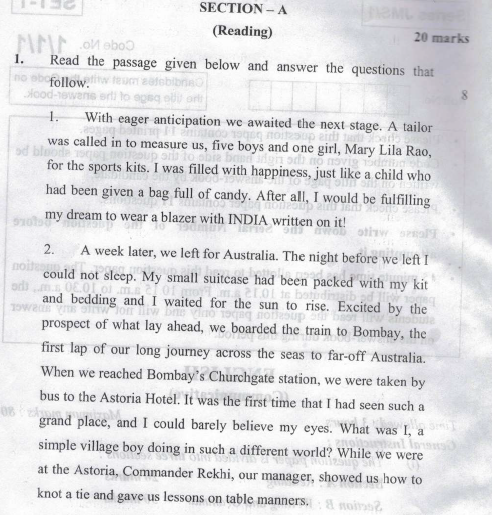 SECTION – A
(Reading)
20 marks
1. Read the passage given below and answer the questions that
follow.
8
1. With eager anticipation we awaited the next stage. A tailor
was called in to measure us, five boys and one girl, Mary Lila Rao,
for the sports kits. I was filled with happiness, just like a child who
had been given a bag full of candy. After all, I would be fulfilling
my dream to wear a blazer with INDIA written on it!
2. A week later, we left for Australia. The night before we left I
could not sleep. My small suitcase had been packed with my kit
and bedding and I waited for the sun to rise. Excited by the
prospect of what lay ahead, we boarded the train to Bombay, the
first lap of our long journey across the seas to far-off Australia.
When we reached Bombay's Churchgate station, we were taken by
bus to the Astoria Hotel. It was the first time that I had seen such a
grand place, and I could barely believe my eyes. What was I, a
simple village boy doing in such a different world? While we were
at the Astoria, Commander Rekhi, our manager, showed us how to
knot a tie and gave us lessons on table manners.